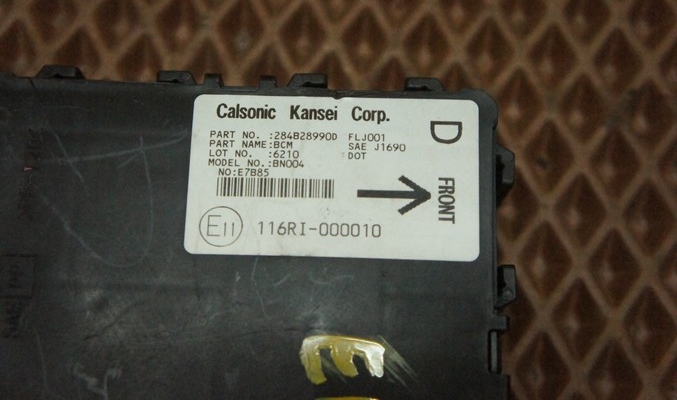 Calsonic Kansei Corp.
PART NO. :284B28990D FLJ001
PART NAME:BCM SAE J1690
LOT NO. :6210 DOT
MODEL NO.:BN004
NO:E7B85
D
FRONT
E11 116RI-000010